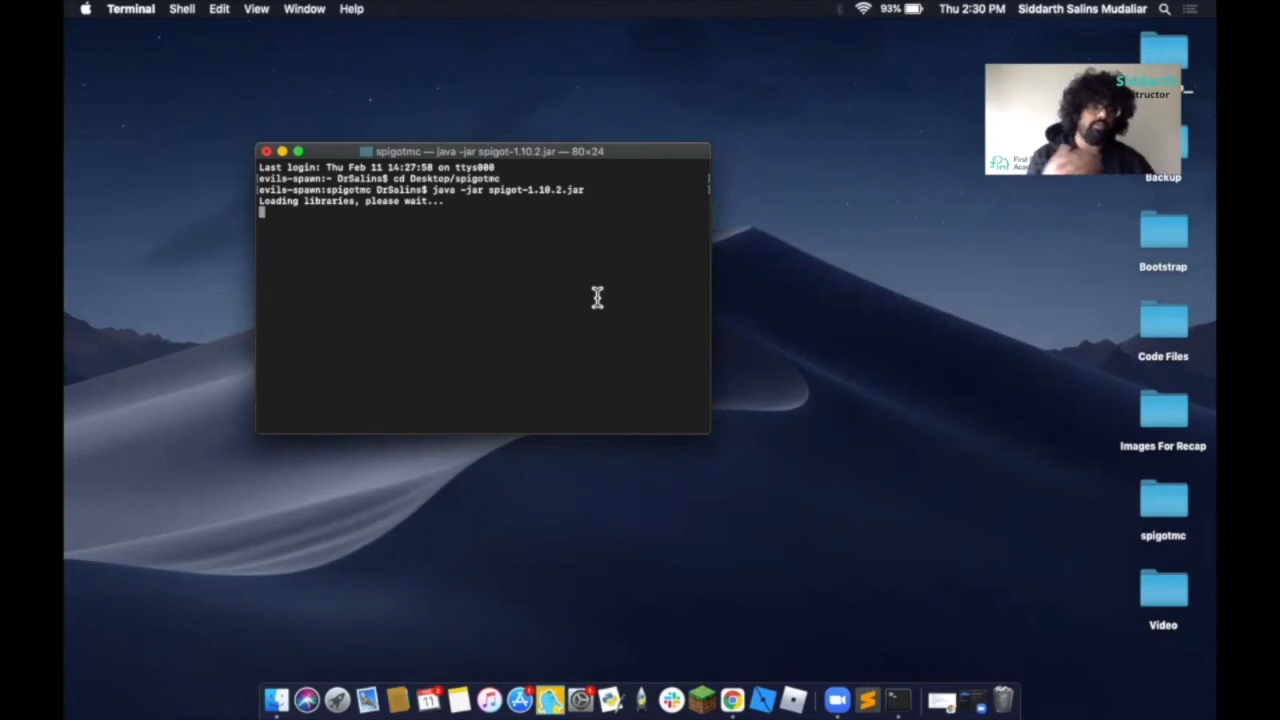 Terminal Shell Edit View Window Help 93% Thu 2:30 PM Siddarth Salins Mudaliar
Siddarth
First
spigotmc — java -jar spigot-1.10.2.jar — 80×24
Last login: Thu Feb 11 14:27:58 on ttys000
evils-spawn:~ DrSalins$ cd Desktop/spigotmc
evils-spawn:spigotmc DrSalins$ java -jar spigot-1.10.2.jar
Loading libraries, please wait...
Backup
Bootstrap
Code Files
Images For Recap
spigotmc
Video
11